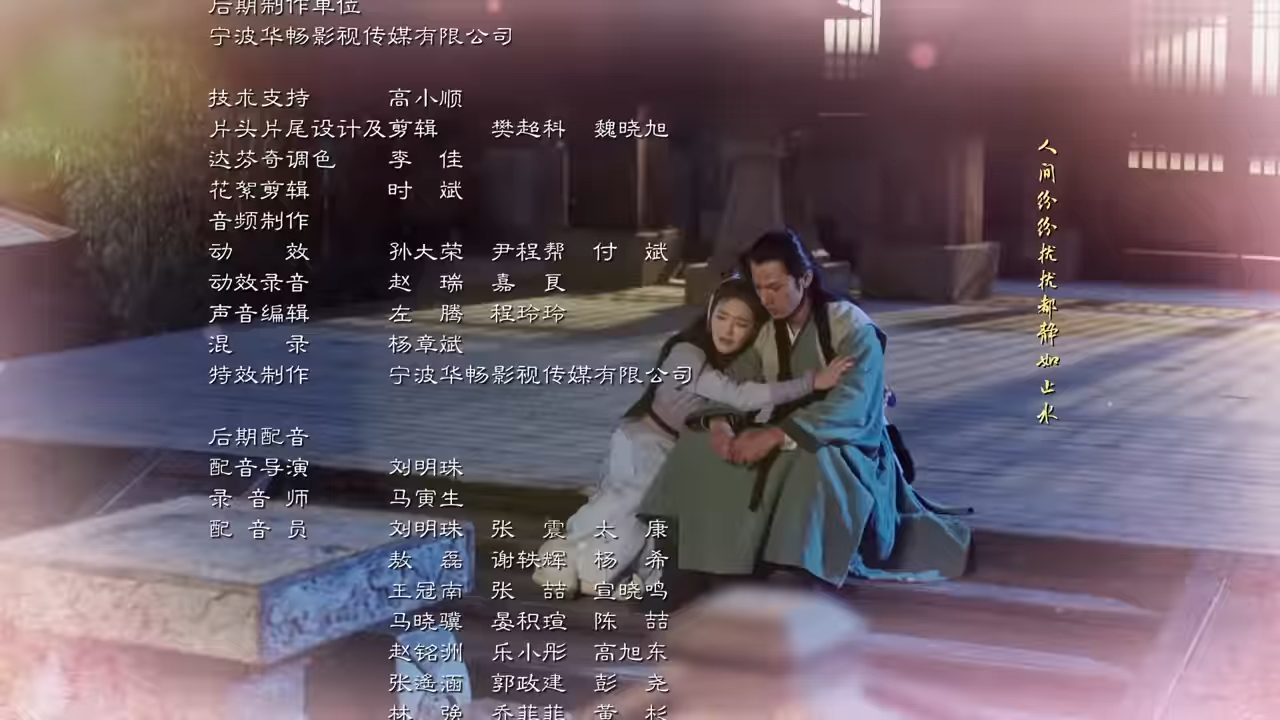 后期制作单位
宁波华畅影视传媒有限公司
技术支持 高小顺
片头片尾设计及剪辑 樊超科 魏晓旭
达芬奇调色 李 佳
花絮剪辑 时 斌
音频制作
动 效 孙大荣 尹程帮 付 斌
动效录音 赵 瑞 嘉 夏
声音编辑 左 腾 程玲玲
混 录 杨章斌
特效制作 宁波华畅影视传媒有限公司
后期配音
配音导演 刘明珠
录 音 师 马寅生
配 音 员 刘明珠 张 震 太 康
敖 磊 谢轶辉 杨 希
王冠南 张 喆 宣晓鸣
马晓骥 晏积瑄 陈 喆
赵铭洲 乐小彤 高旭东
张遥涵 郭政建 彭 尧
林 强 乔菲菲 黄 杉
人间纷纷扰扰都静如止水